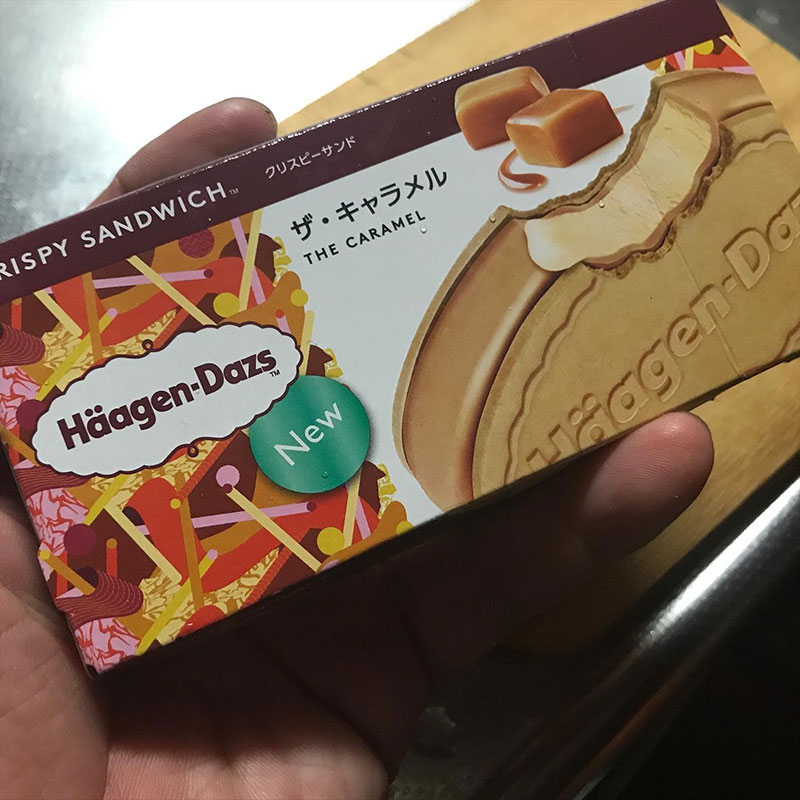 RISPY SANDWICH™ クリスピーサンド
ザ・キャラメル
THE CARAMEL
Häagen-Dazs™
New
Häagen-Daz